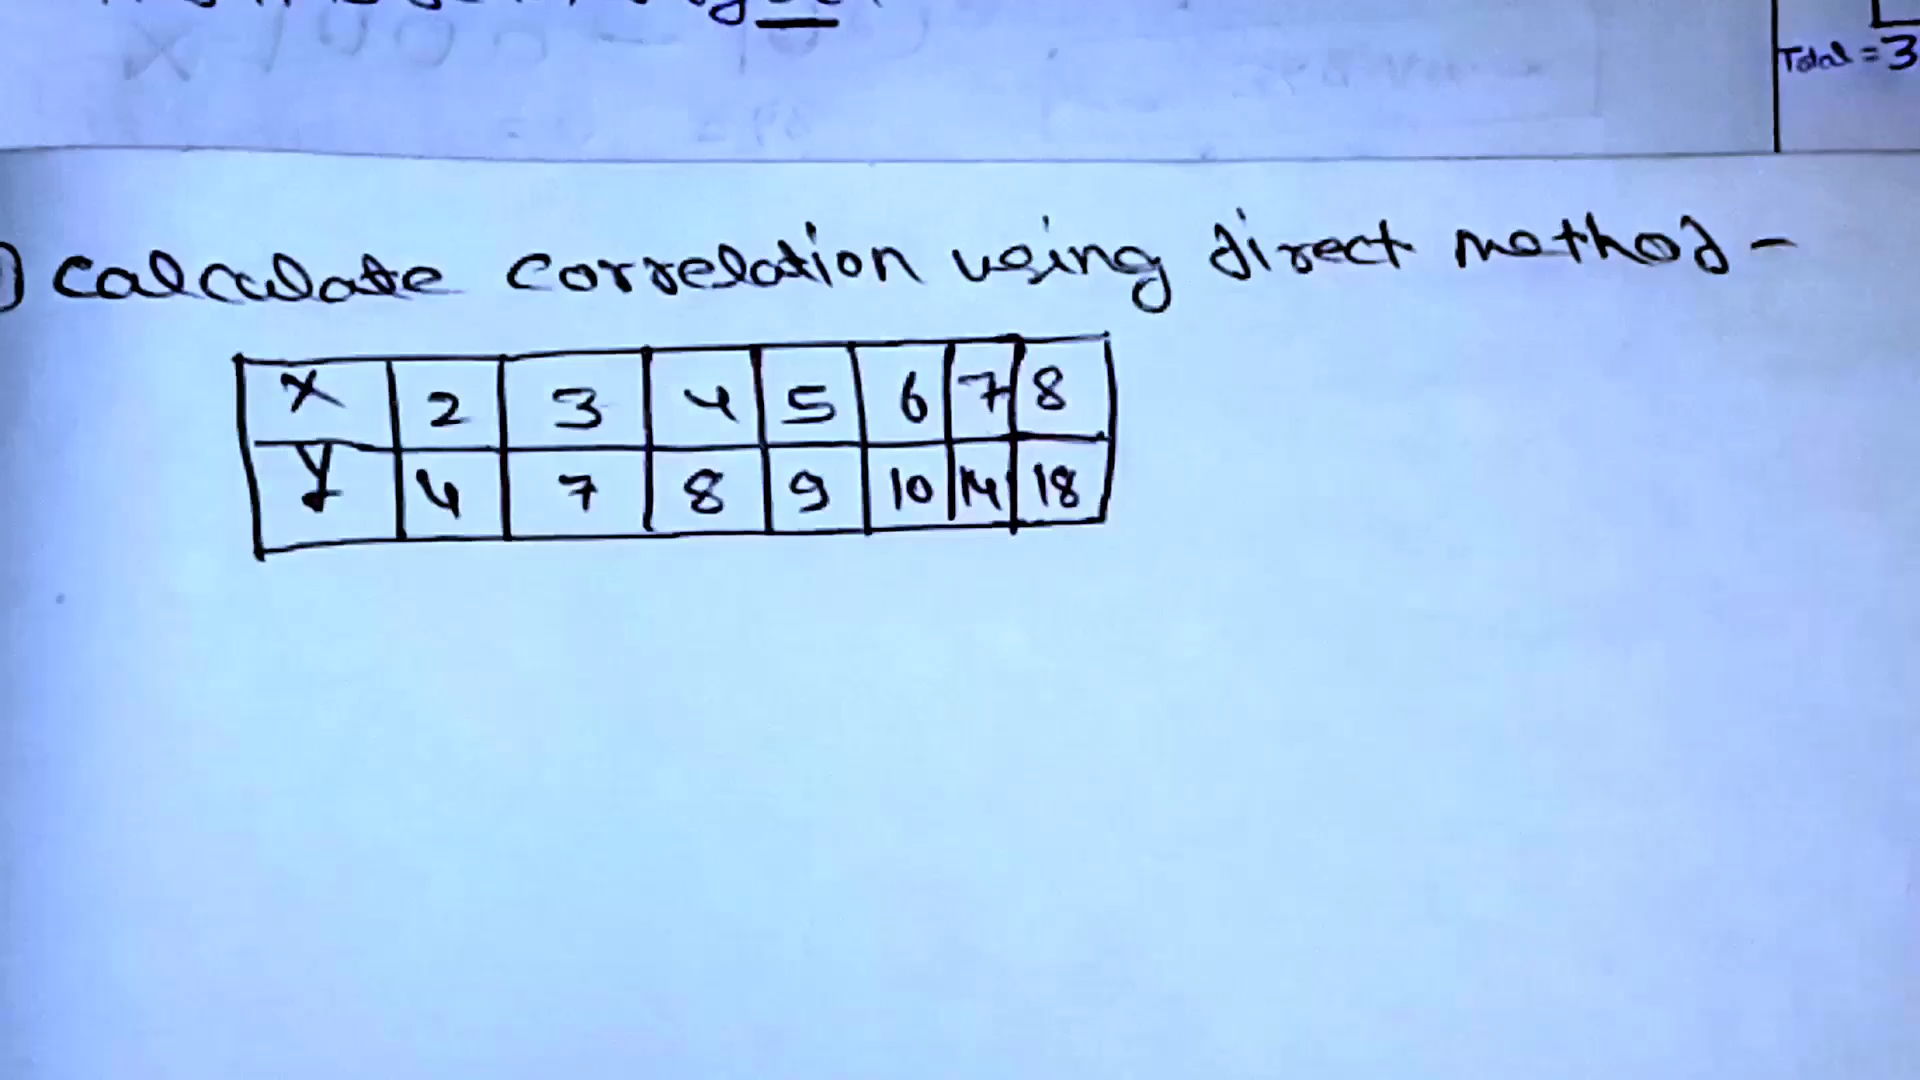 Total = 3
Calculate correlation using direct method -
X 2 3 4 5 6 7 8
Y 4 7 8 9 10 14 18